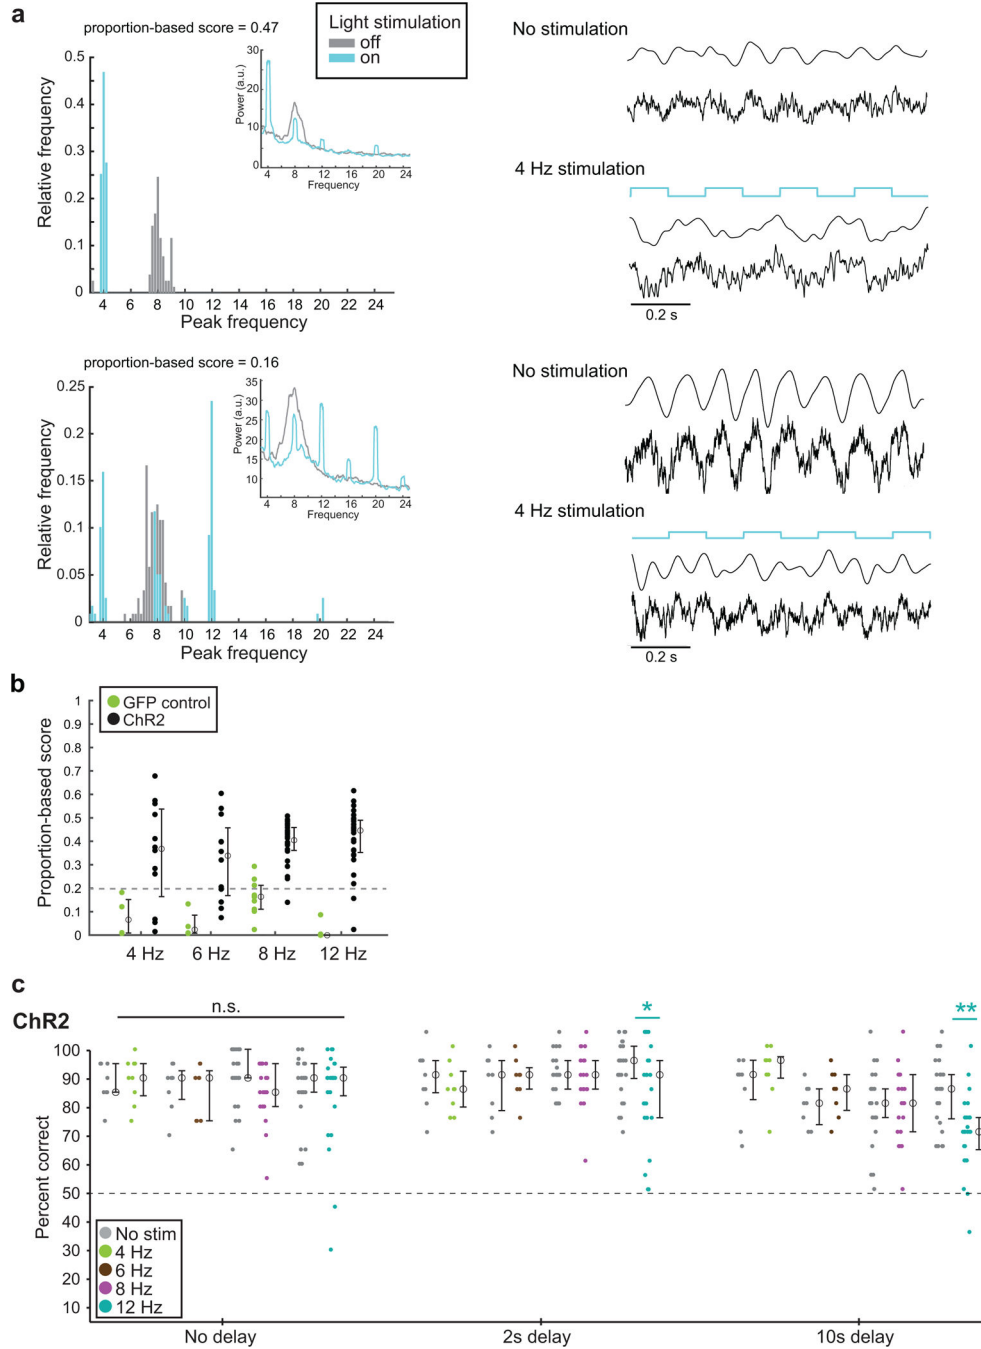 a
proportion-based score = 0.47
Light stimulation
off
on
Relative frequency
0.5
0.4
0.3
0.2
0.1
0
4 6 8 10 12 14 16 18 20 22 24
Peak frequency
Power (a.u.)
30
20
10
0
4 8 12 16 20 24
Frequency
No stimulation
4 Hz stimulation
0.2 s
proportion-based score = 0.16
Relative frequency
0.25
0.2
0.15
0.1
0.05
0
4 6 8 10 12 14 16 18 20 22 24
Peak frequency
Power (a.u.)
35
30
25
20
15
10
4 8 12 16 20 24
Frequency
No stimulation
4 Hz stimulation
0.2 s
b
GFP control
ChR2
Proportion-based score
1
0.9
0.8
0.7
0.6
0.5
0.4
0.3
0.2
0.1
0
4 Hz 6 Hz 8 Hz 12 Hz
c
ChR2
n.s.
*
**
Percent correct
100
90
80
70
60
50
40
30
20
10
No stim
4 Hz
6 Hz
8 Hz
12 Hz
No delay 2s delay 10s delay